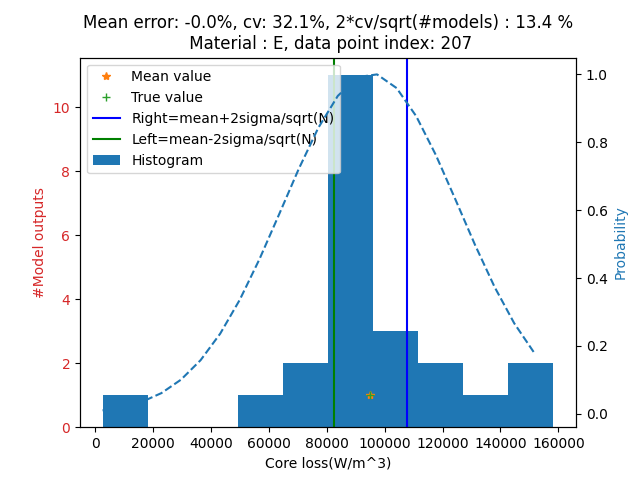 Mean error: -0.0%, cv: 32.1%, 2*cv/sqrt(#models) : 13.4 %
Material : E, data point index: 207
Mean value
True value
Right=mean+2sigma/sqrt(N)
Left=mean-2sigma/sqrt(N)
Histogram
#Model outputs
10
8
6
4
2
0
Probability
1.0
0.8
0.6
0.4
0.2
0.0
0 20000 40000 60000 80000 100000 120000 140000 160000
Core loss(W/m^3)